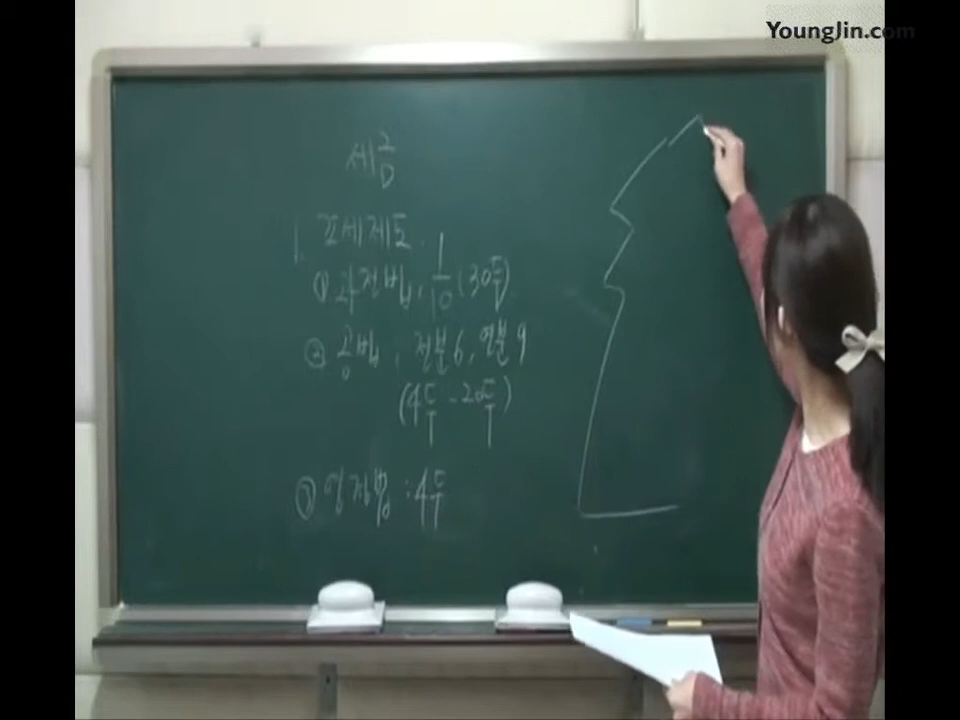 YoungJin.com
세금
1. 조세제도.
① 과전법, 1/10 (30두)
② 공법, 전분6, 연분9
(4두 - 20두)
③ 영정법 : 4두